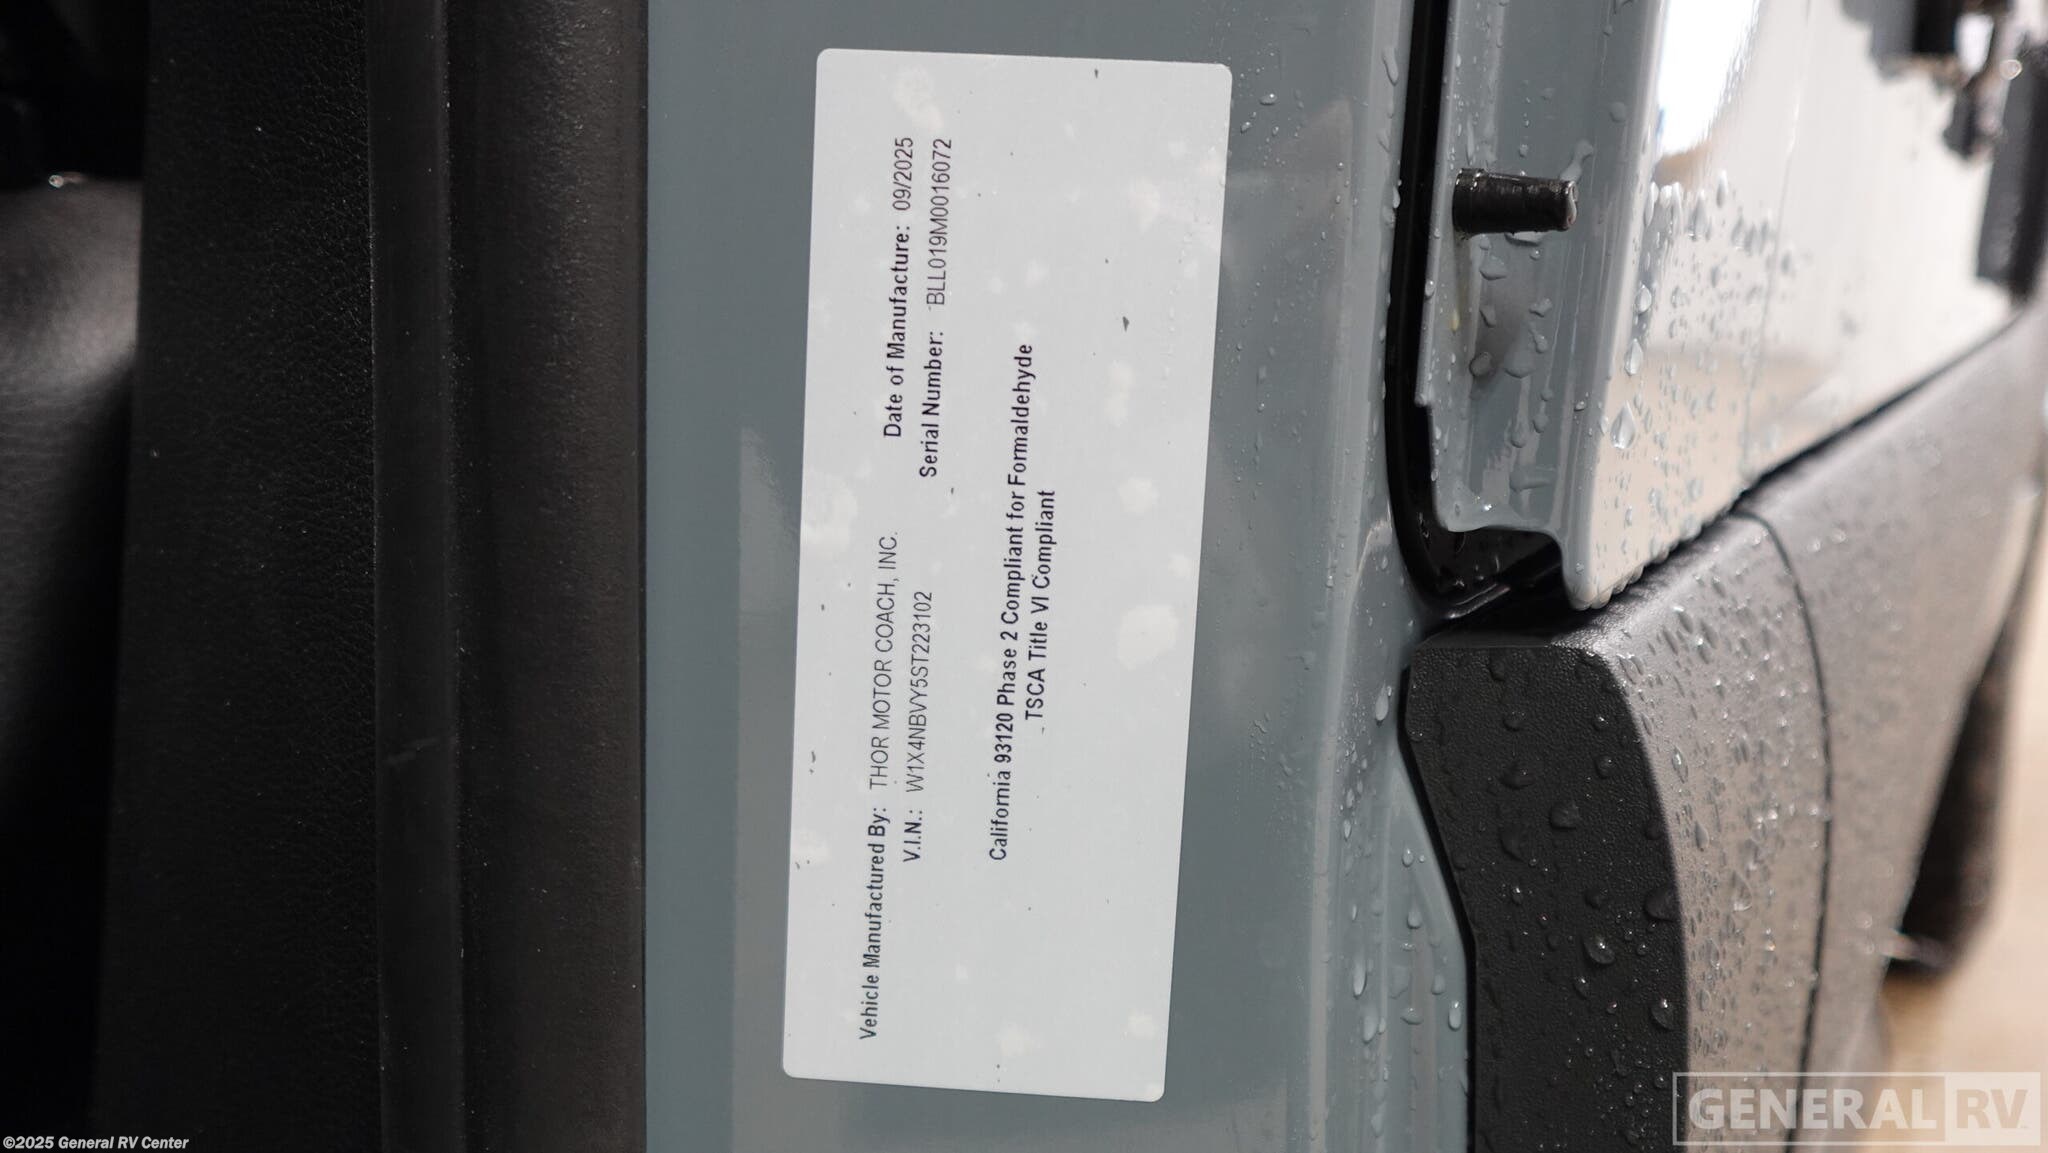 Vehicle Manufactured By: THOR MOTOR COACH, INC. Date of Manufacture: 09/2025
V.I.N.: W1X4NBVY5ST223102 Serial Number: BLL019M0016072
California 93120 Phase 2 Compliant for Formaldehyde
TSCA Title VI Compliant
GENERAL RV
©2025 General RV Center